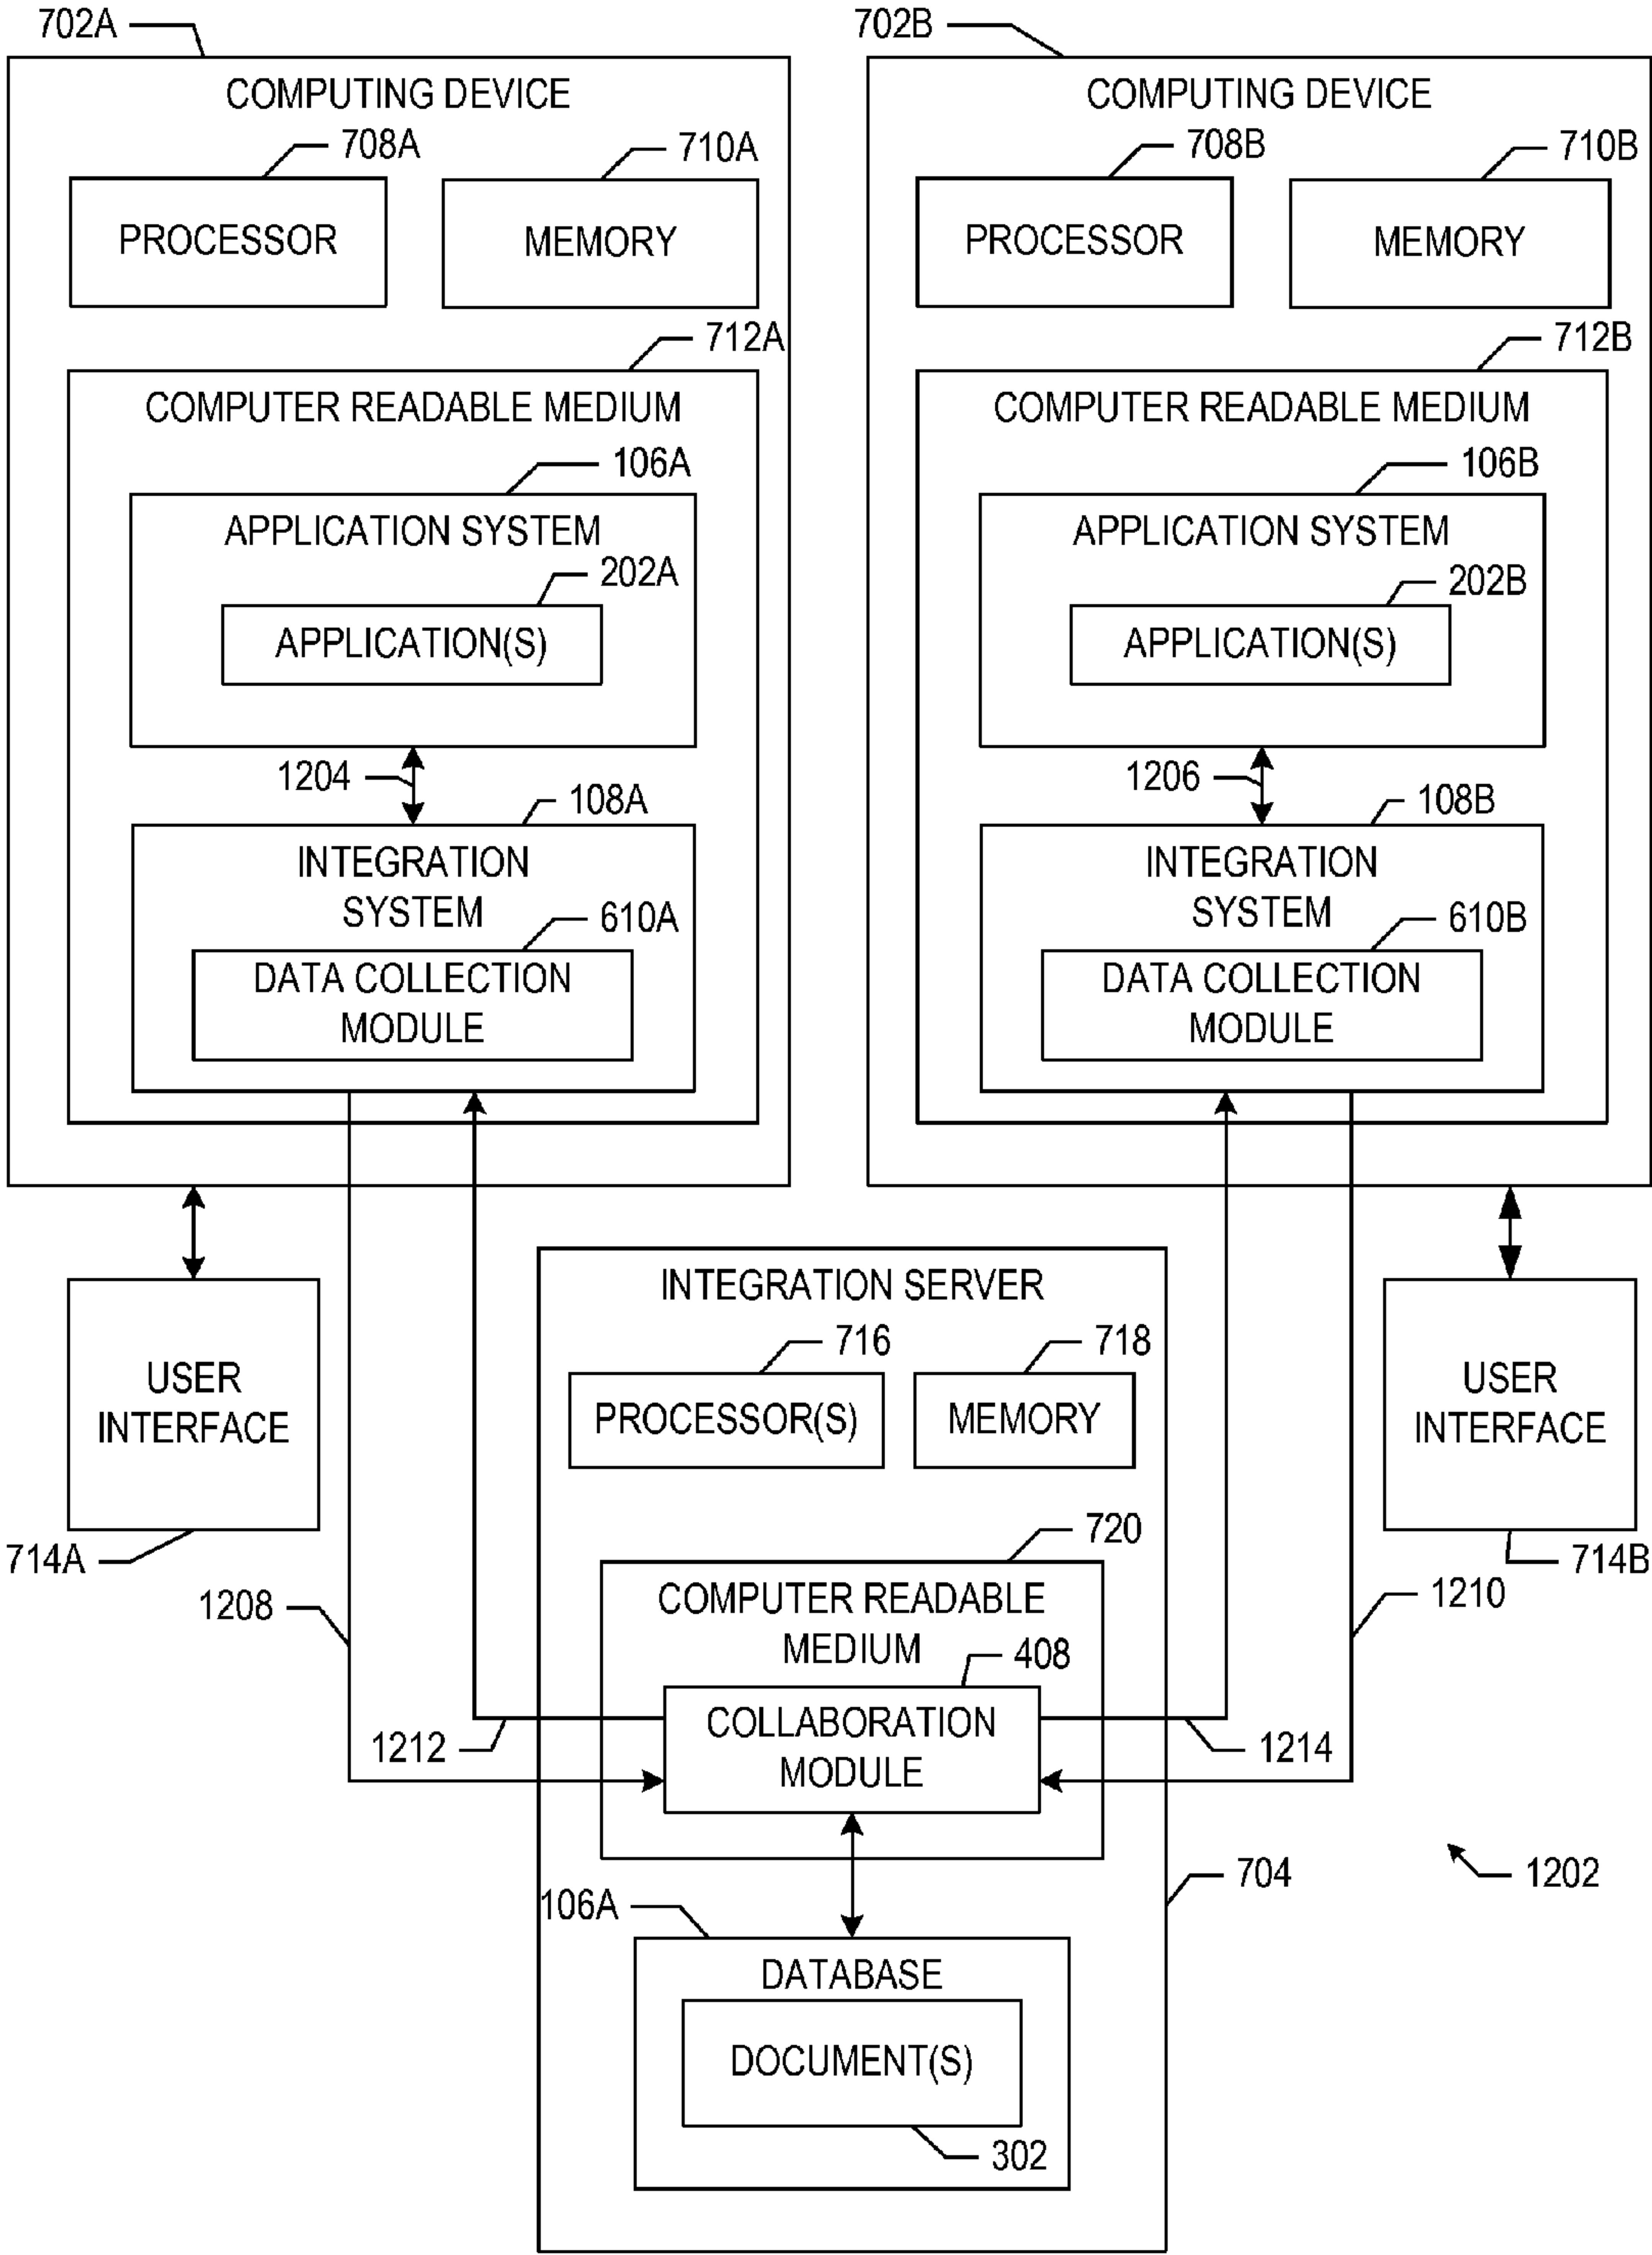 702A
702B
COMPUTING DEVICE
COMPUTING DEVICE
708A
710A
708B
710B
PROCESSOR
MEMORY
PROCESSOR
MEMORY
712A
712B
COMPUTER READABLE MEDIUM
COMPUTER READABLE MEDIUM
106A
106B
APPLICATION SYSTEM
APPLICATION SYSTEM
202A
202B
APPLICATION(S)
APPLICATION(S)
1204
1206
108A
108B
INTEGRATION
SYSTEM
INTEGRATION
SYSTEM
610A
610B
DATA COLLECTION
MODULE
DATA COLLECTION
MODULE
INTEGRATION SERVER
716
718
PROCESSOR(S)
MEMORY
USER
INTERFACE
USER
INTERFACE
714A
714B
720
COMPUTER READABLE
MEDIUM
1208
1210
408
COLLABORATION
MODULE
1212
1214
704
1202
106A
DATABASE
DOCUMENT(S)
302